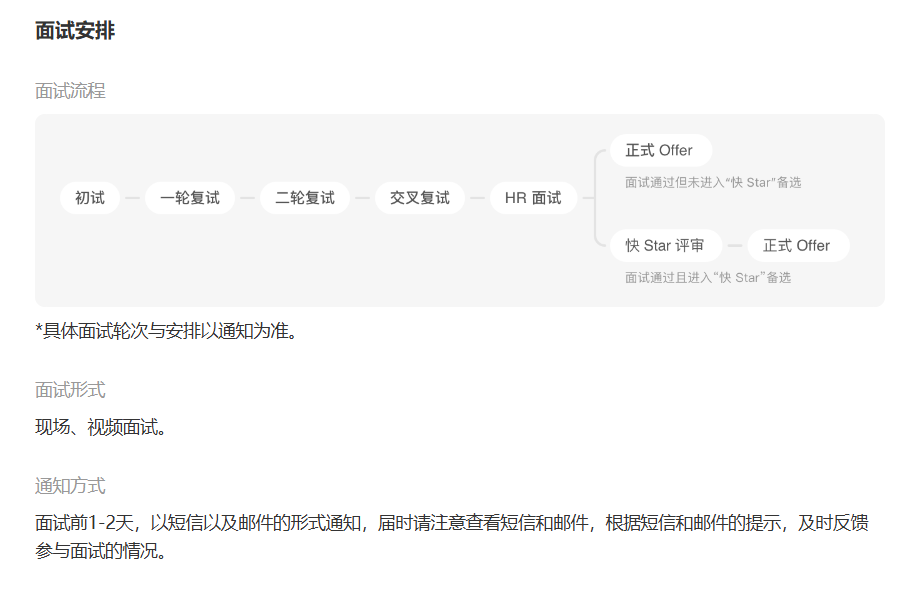 面试安排
面试流程
初试
一轮复试
二轮复试
交叉复试
HR 面试
正式 Offer
面试通过但未进入“快 Star”备选
快 Star 评审
正式 Offer
面试通过且进入“快 Star”备选
*具体面试轮次与安排以通知为准。
面试形式
现场、视频面试。
通知方式
面试前1-2天，以短信以及邮件的形式通知，届时请注意查看短信和邮件，根据短信和邮件的提示，及时反馈
参与面试的情况。